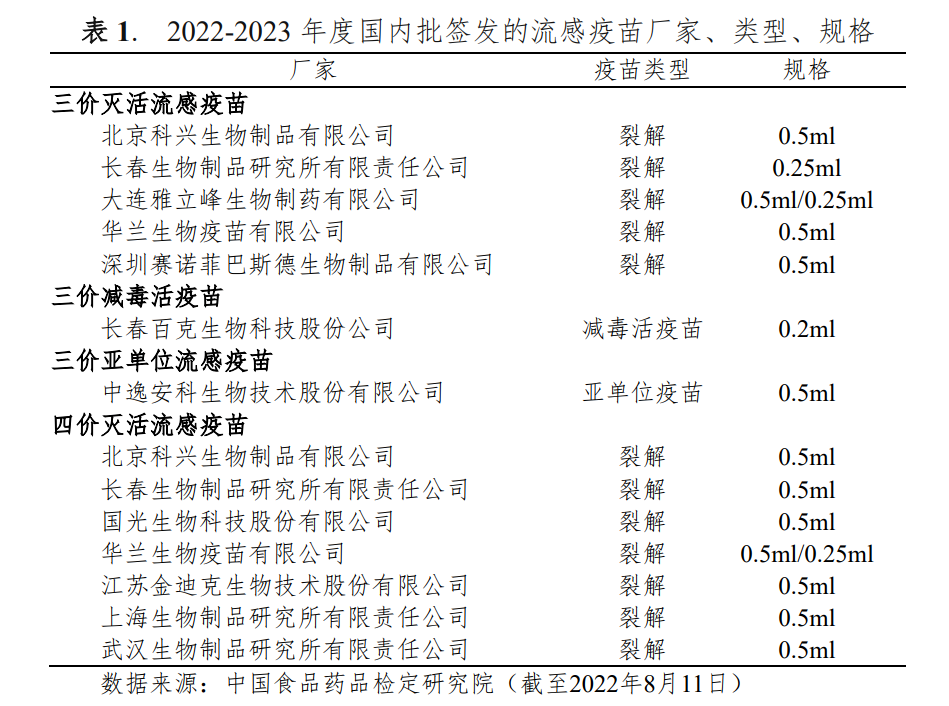 表 1. 2022-2023 年度国内批签发的流感疫苗厂家、类型、规格
厂家 疫苗类型 规格
三价灭活流感疫苗
北京科兴生物制品有限公司 裂解 0.5ml
长春生物制品研究所有限责任公司 裂解 0.25ml
大连雅立峰生物制药有限公司 裂解 0.5ml/0.25ml
华兰生物疫苗有限公司 裂解 0.5ml
深圳赛诺菲巴斯德生物制品有限公司 裂解 0.5ml
三价减毒活疫苗
长春百克生物科技股份公司 减毒活疫苗 0.2ml
三价亚单位流感疫苗
中逸安科生物技术股份有限公司 亚单位疫苗 0.5ml
四价灭活流感疫苗
北京科兴生物制品有限公司 裂解 0.5ml
长春生物制品研究所有限责任公司 裂解 0.5ml
国光生物科技股份有限公司 裂解 0.5ml
华兰生物疫苗有限公司 裂解 0.5ml/0.25ml
江苏金迪克生物技术股份有限公司 裂解 0.5ml
上海生物制品研究所有限责任公司 裂解 0.5ml
武汉生物制品研究所有限责任公司 裂解 0.5ml
数据来源：中国食品药品检定研究院（截至2022年8月11日）